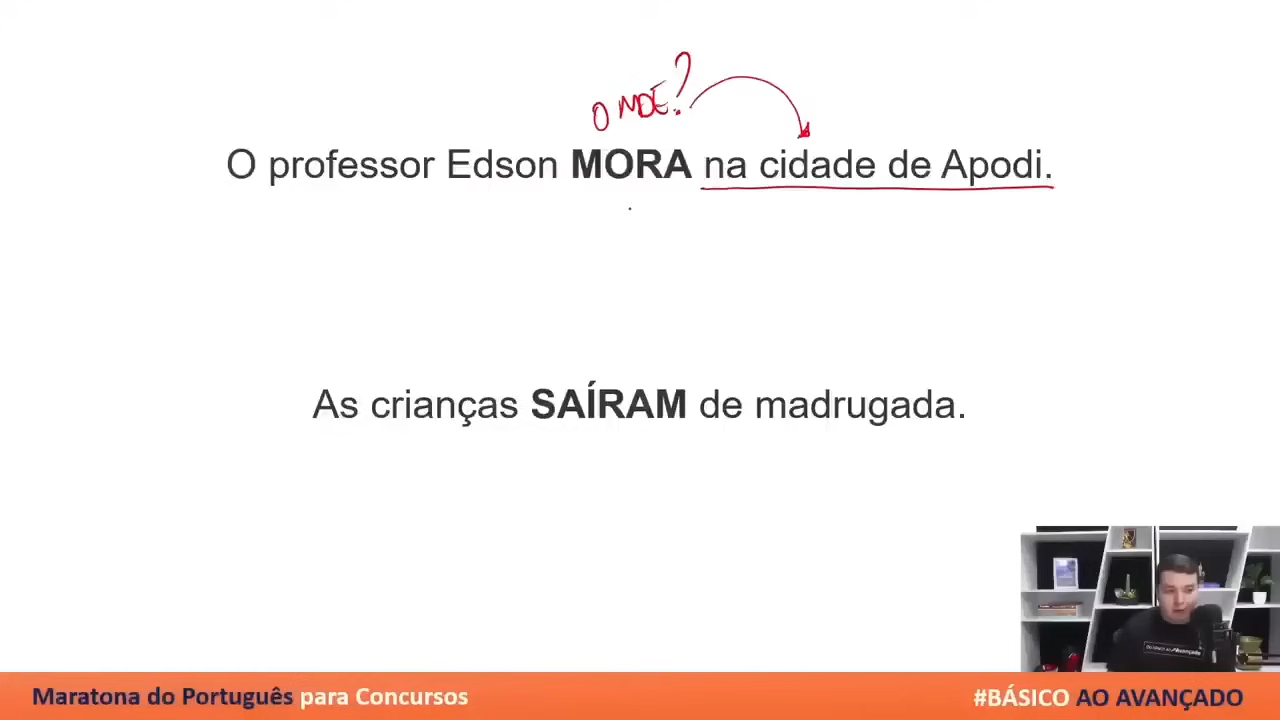 ONDE?
O professor Edson MORA na cidade de Apodi.
As crianças SAÍRAM de madrugada.
Maratona do Português para Concursos
#BÁSICO AO AVANÇADO